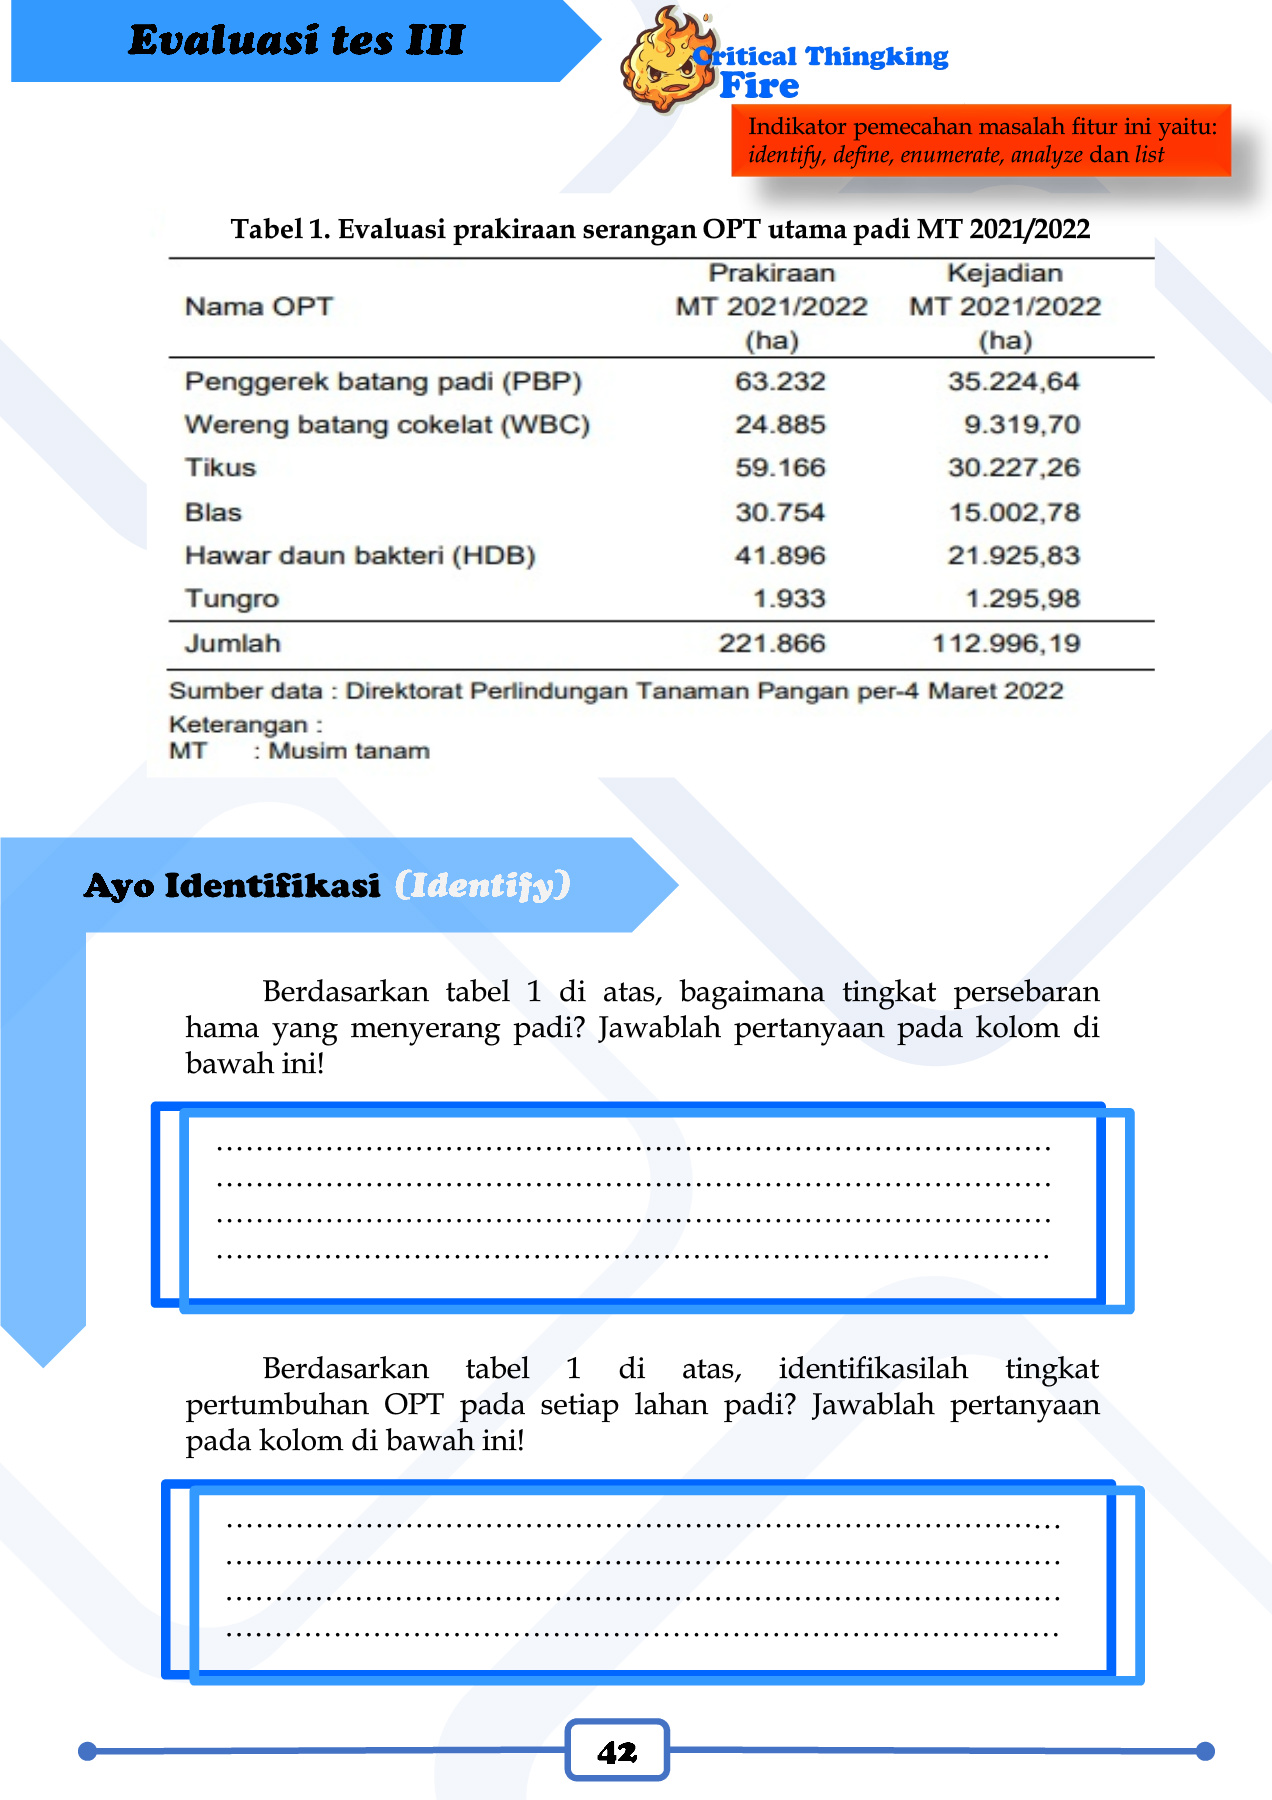 Evaluasi tes III
Critical Thingking
Fire
Indikator pemecahan masalah fitur ini yaitu:
identify, define, enumerate, analyze dan list
Tabel 1. Evaluasi prakiraan serangan OPT utama padi MT 2021/2022
Nama OPT Prakiraan MT 2021/2022 (ha) Kejadian MT 2021/2022 (ha)
Penggerek batang padi (PBP) 63.232 35.224,64
Wereng batang cokelat (WBC) 24.885 9.319,70
Tikus 59.166 30.227,26
Blas 30.754 15.002,78
Hawar daun bakteri (HDB) 41.896 21.925,83
Tungro 1.933 1.295,98
Jumlah 221.866 112.996,19
Sumber data : Direktorat Perlindungan Tanaman Pangan per-4 Maret 2022
Keterangan :
MT : Musim tanam
Ayo Identifikasi (Identify)
Berdasarkan tabel 1 di atas, bagaimana tingkat persebaran
hama yang menyerang padi? Jawablah pertanyaan pada kolom di
bawah ini!
Berdasarkan tabel 1 di atas, identifikasilah tingkat
pertumbuhan OPT pada setiap lahan padi? Jawablah pertanyaan
pada kolom di bawah ini!
42